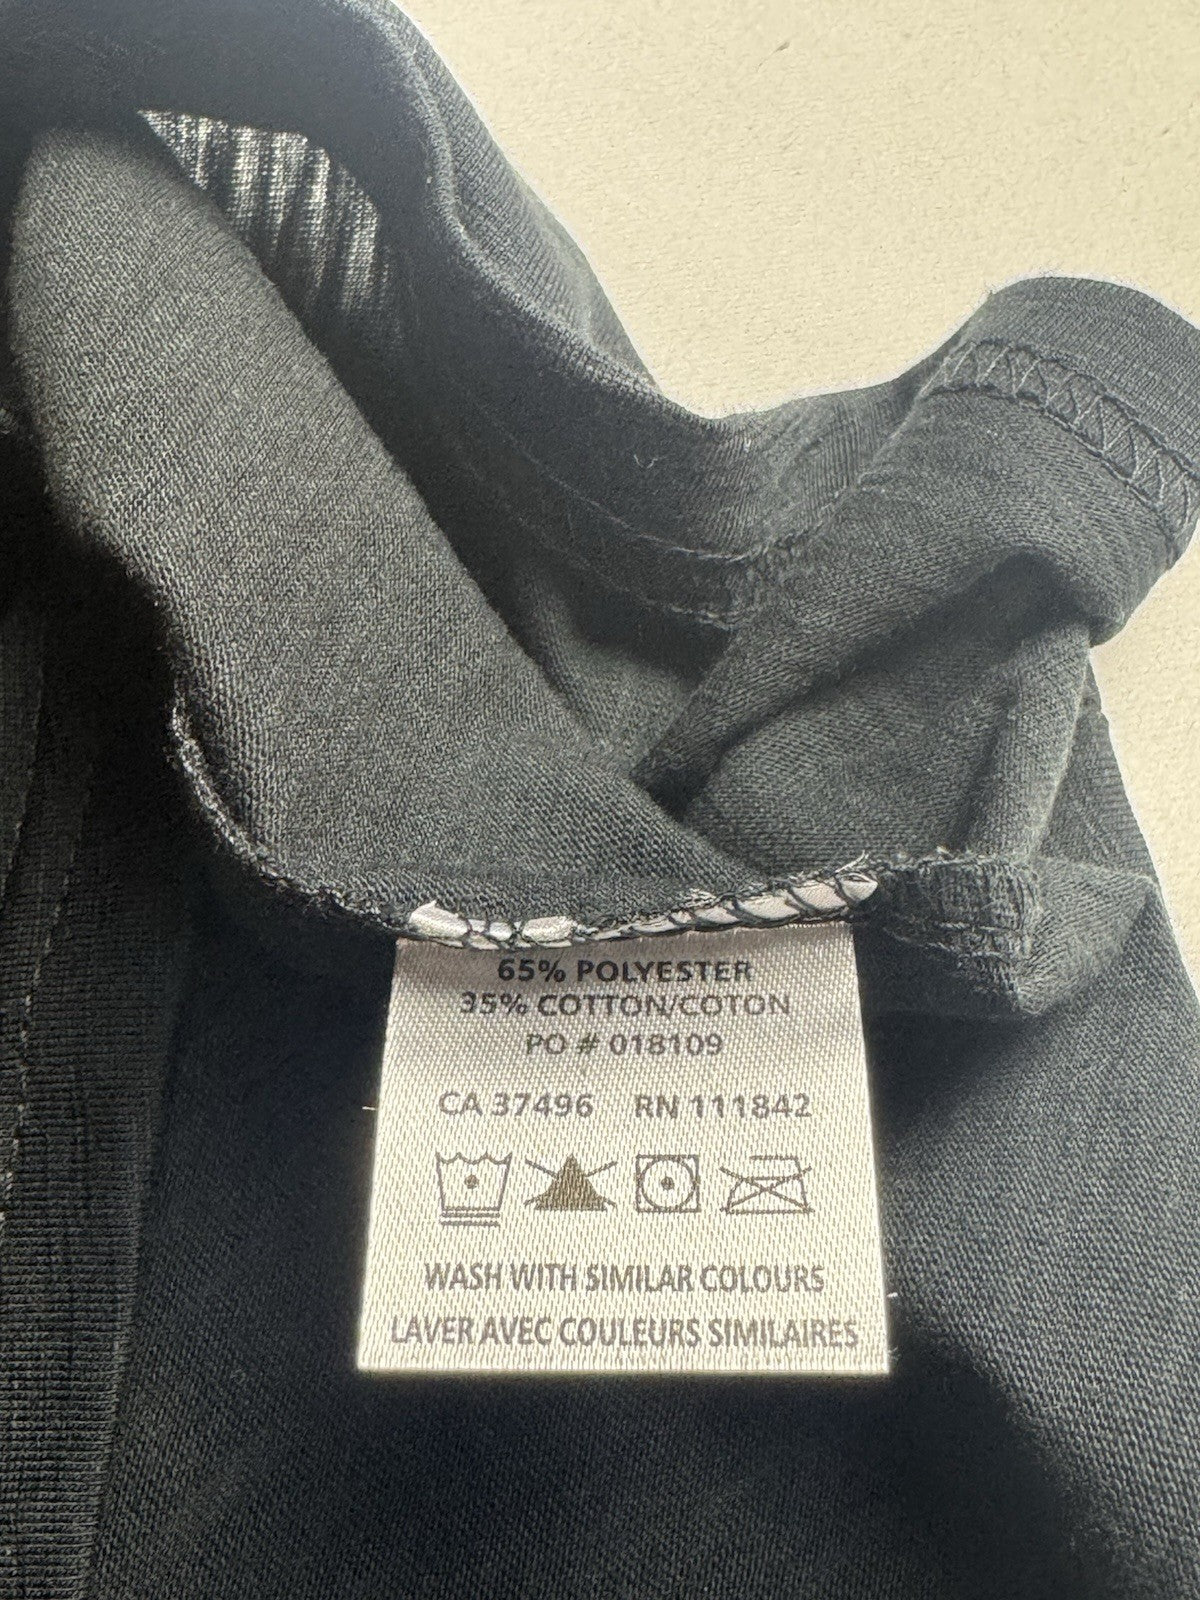 65% POLYESTER
35% COTTON/COTON
PO # 018109
CA 37496 RN 111842
WASH WITH SIMILAR COLOURS
LAVER AVEC COULEURS SIMILAIRES